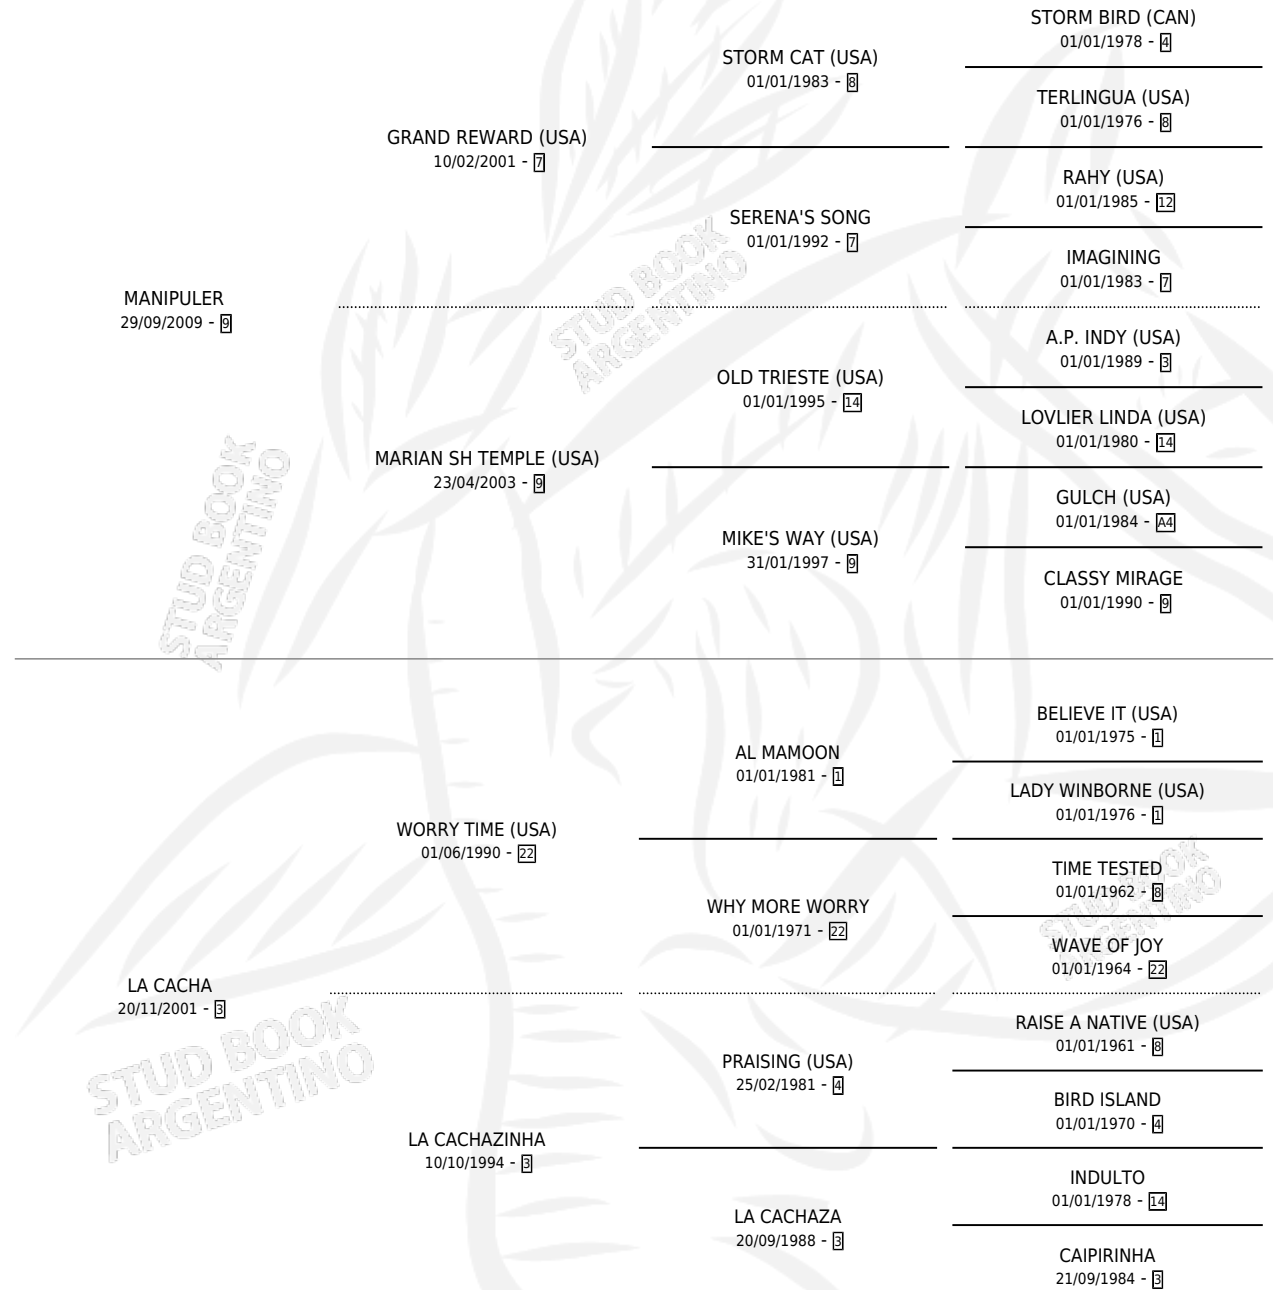 STORM BIRD (CAN)
01/01/1978 - 4
STORM CAT (USA)
01/01/1983 - 8
TERLINGUA (USA)
01/01/1976 - 8
GRAND REWARD (USA)
10/02/2001 - 7
RAHY (USA)
01/01/1985 - 12
SERENA'S SONG
01/01/1992 - 7
IMAGINING
01/01/1983 - 7
MANIPULER
29/09/2009 - 9
A.P. INDY (USA)
01/01/1989 - 3
OLD TRIESTE (USA)
01/01/1995 - 14
LOVLIER LINDA (USA)
01/01/1980 - 14
MARIAN SH TEMPLE (USA)
23/04/2003 - 9
GULCH (USA)
01/01/1984 - A4
MIKE'S WAY (USA)
31/01/1997 - 9
CLASSY MIRAGE
01/01/1990 - 9
STUD BOOK
ARGENTINO
STUD BOOK
ARGENTINO
BELIEVE IT (USA)
01/01/1975 - 1
AL MAMOON
01/01/1981 - 1
LADY WINBORNE (USA)
01/01/1976 - 1
WORRY TIME (USA)
01/06/1990 - 22
TIME TESTED
01/01/1962 - 8
WHY MORE WORRY
01/01/1971 - 22
WAVE OF JOY
01/01/1964 - 22
LA CACHA
20/11/2001 - 3
RAISE A NATIVE (USA)
01/01/1961 - 8
PRAISING (USA)
25/02/1981 - 4
BIRD ISLAND
01/01/1970 - 4
LA CACHAZINHA
10/10/1994 - 3
INDULTO
01/01/1978 - 14
LA CACHAZA
20/09/1988 - 3
CAIPIRINHA
21/09/1984 - 3
STUD BOOK
ARGENTINO
STUD BOOK
ARGENTINO